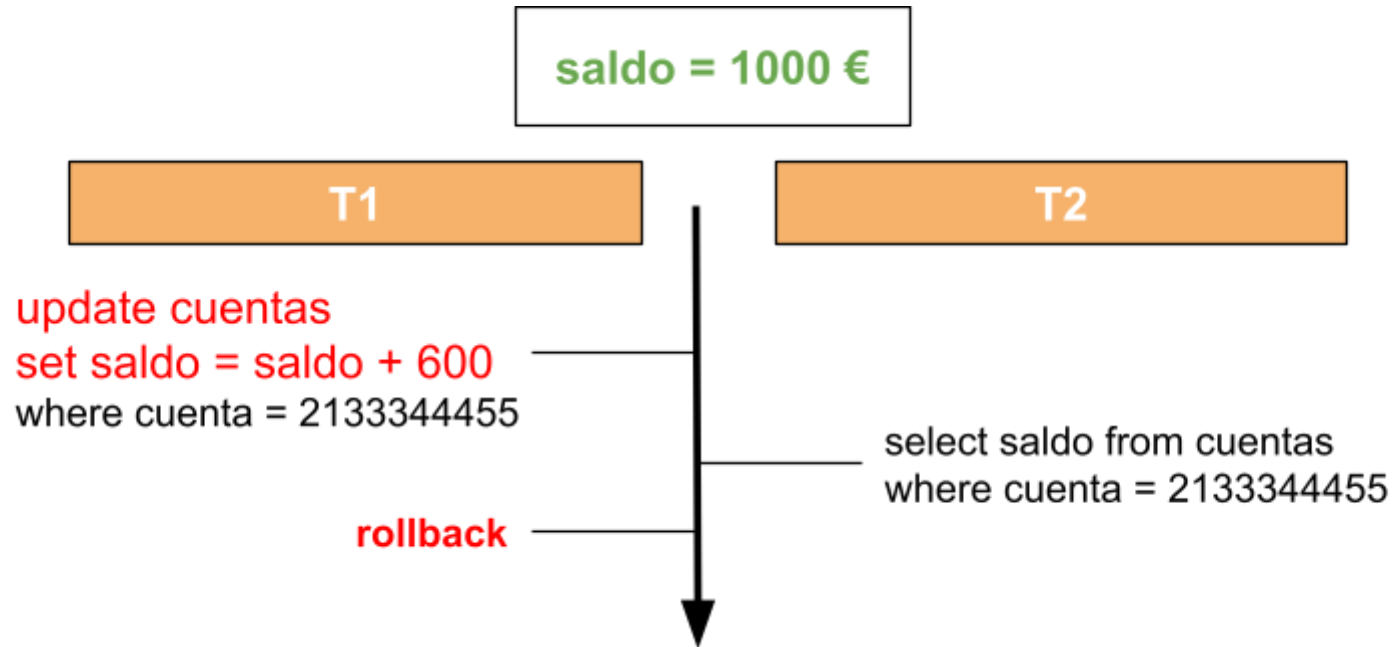 saldo = 1000 €
T1
T2
update cuentas
set saldo = saldo + 600
where cuenta = 2133344455
select saldo from cuentas
where cuenta = 2133344455
rollback